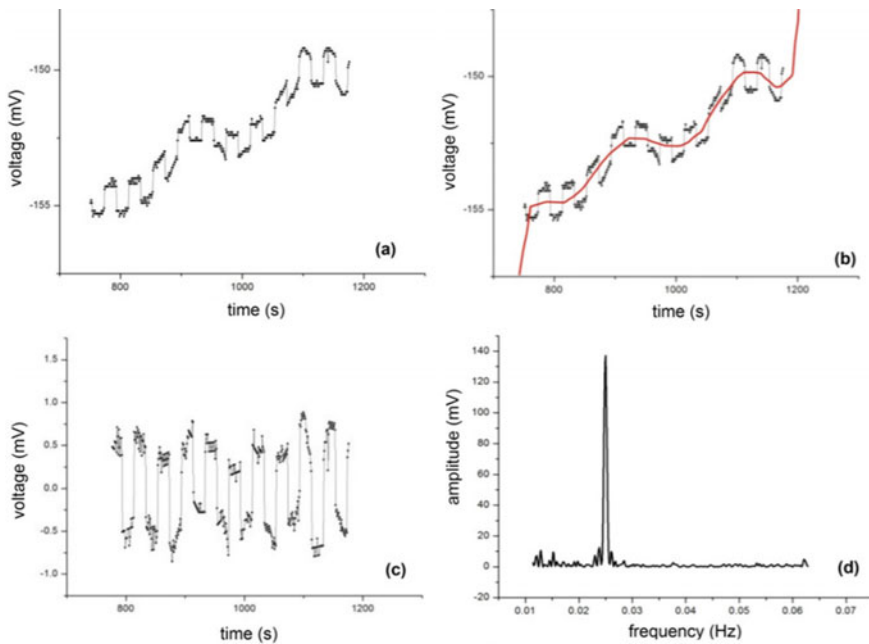 voltage (mV)
-150
-155
800
1000
1200
time (s)
(a)
voltage (mV)
-150
-155
800
1000
1200
time (s)
(b)
voltage (mV)
1.5
1.0
0.5
0.0
-0.5
-1.0
800
1000
1200
time (s)
(c)
amplitude (mV)
140
120
100
80
60
40
20
0
-20
0.01
0.02
0.03
0.04
0.05
0.06
0.07
frequency (Hz)
(d)